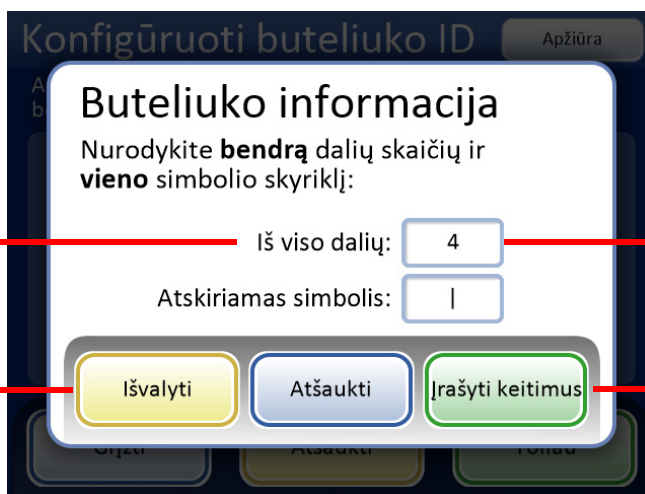 Konfigūruoti buteliuko ID
Apžiūra
Buteliuko informacija
Nurodykite bendrą dalių skaičių ir
vieno simbolio skyriklį:
Iš viso dalių: 4
Atskiriamas simbolis: |
Išvalyti
Atšaukti
Įrašyti keitimus
Grįžti
Atšaukti
Toliau